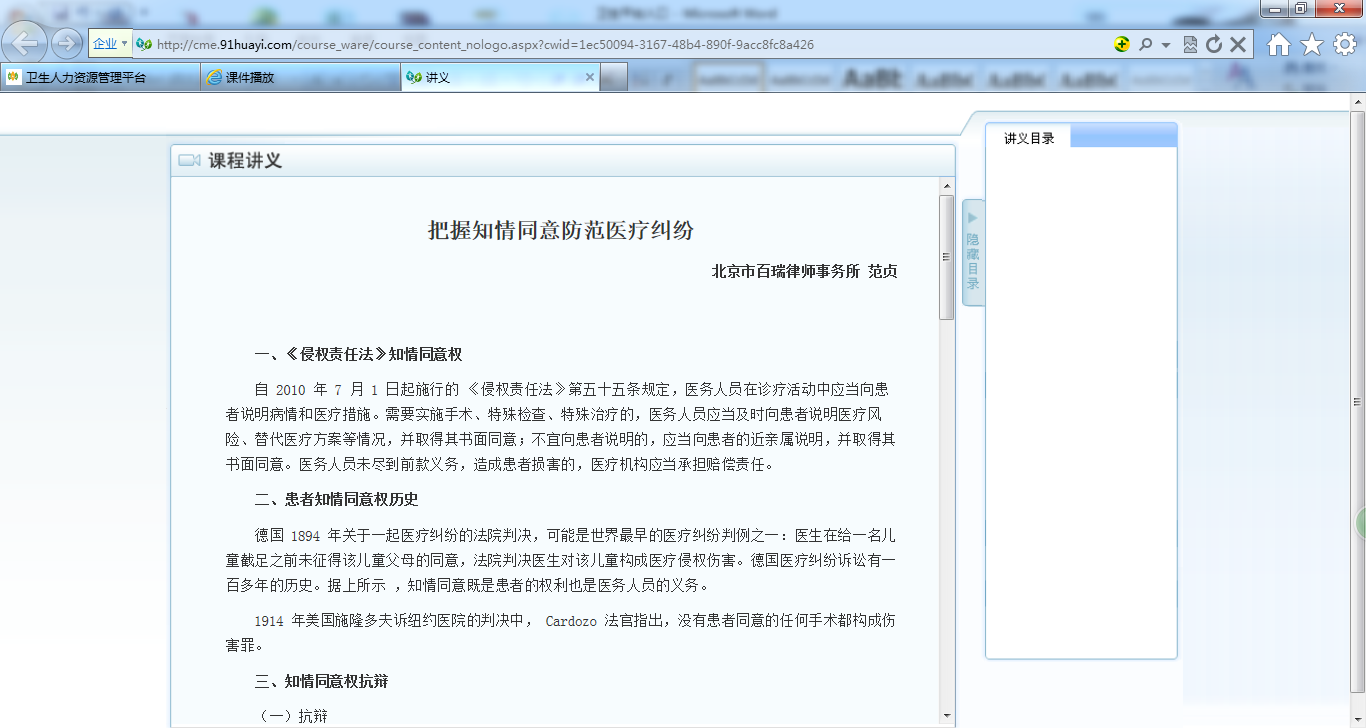 卫生平台入口 - Microsoft Word
企业
http://cme.91huayi.com/course_ware/course_content_nologo.aspx?cwid=1ec50094-3167-48b4-890f-9acc8fc8a426
卫生人力资源管理平台
课件播放
讲义
AaBl
课程讲义
讲义目录
隐藏目录
把握知情同意防范医疗纠纷
北京市百瑞律师事务所 范贞
一、《侵权责任法》知情同意权
自 2010 年 7 月 1 日起施行的 《侵权责任法》第五十五条规定，医务人员在诊疗活动中应当向患
者说明病情和医疗措施。需要实施手术、特殊检查、特殊治疗的，医务人员应当及时向患者说明医疗风
险、替代医疗方案等情况，并取得其书面同意；不宜向患者说明的，应当向患者的近亲属说明，并取得其
书面同意。医务人员未尽到前款义务，造成患者损害的，医疗机构应当承担赔偿责任。
二、患者知情同意权历史
德国 1894 年关于一起医疗纠纷的法院判决，可能是世界最早的医疗纠纷判例之一：医生在给一名儿
童截足之前未征得该儿童父母的同意，法院判决医生对该儿童构成医疗侵权伤害。德国医疗纠纷诉讼有一
百多年的历史。据上所示 ，知情同意既是患者的权利也是医务人员的义务。
1914 年美国施隆多夫诉纽约医院的判决中， Cardozo 法官指出，没有患者同意的任何手术都构成伤
害罪。
三、知情同意权抗辩
（一）抗辩